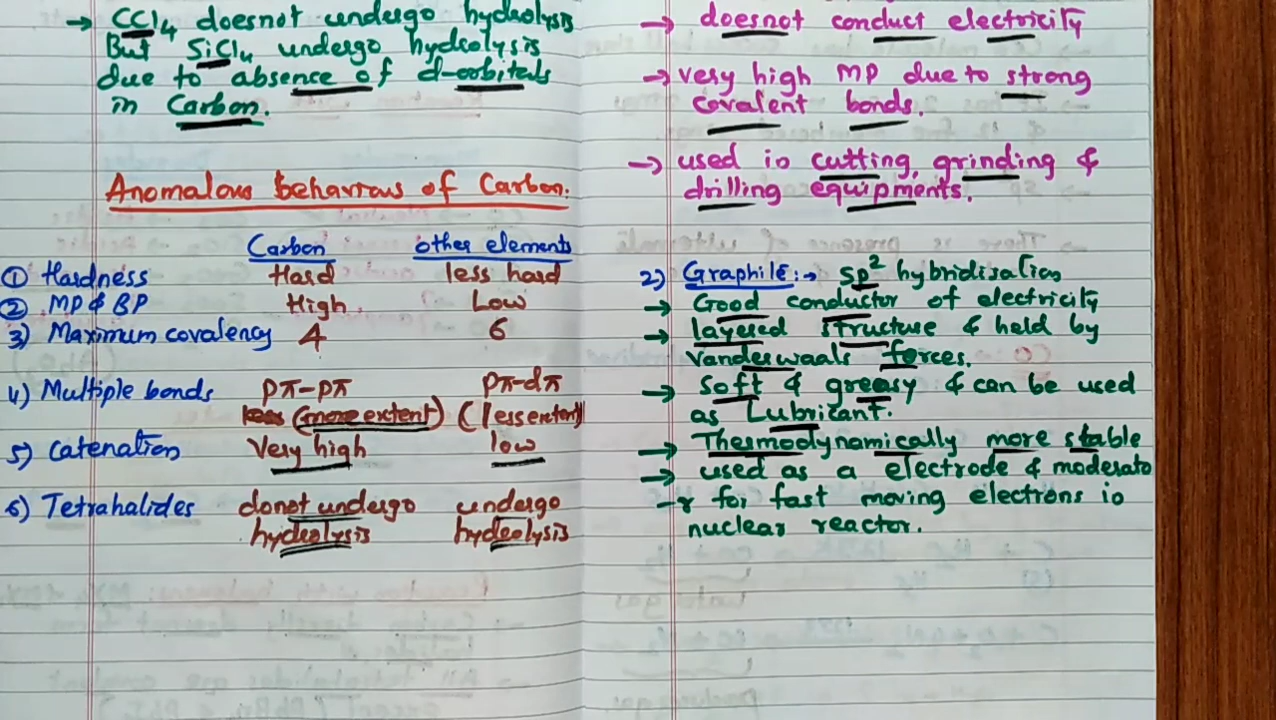 → CCl4 doesnot undergo hydrolysis
But SiCl4 undergo hydrolysis
due to absence of d-orbitals
in Carbon.
Anomalous behaviour of Carbon.
Carbon other elements
① Hardness Hard less hard
② MP & BP High Low
3) Maximum covalency 4 6
4) Multiple bonds pπ-pπ pπ-dπ
(more extent) (less extent)
5) Catenation Very high low
6) Tetrahalides donot undergo undergo
hydrolysis hydrolysis
→ doesnot conduct electricity
→ very high MP due to strong
covalent bonds.
→ used in cutting, grinding &
drilling equipments.
2) Graphite:→ SP² hybridisation
→ Good conductor of electricity
→ layered structure & held by
Vanderwaals forces.
→ Soft & greasy & can be used
as Lubricant.
→ Thermodynamically more stable
→ used as a electrode & moderato
-r for fast moving electrons in
nuclear reactor.